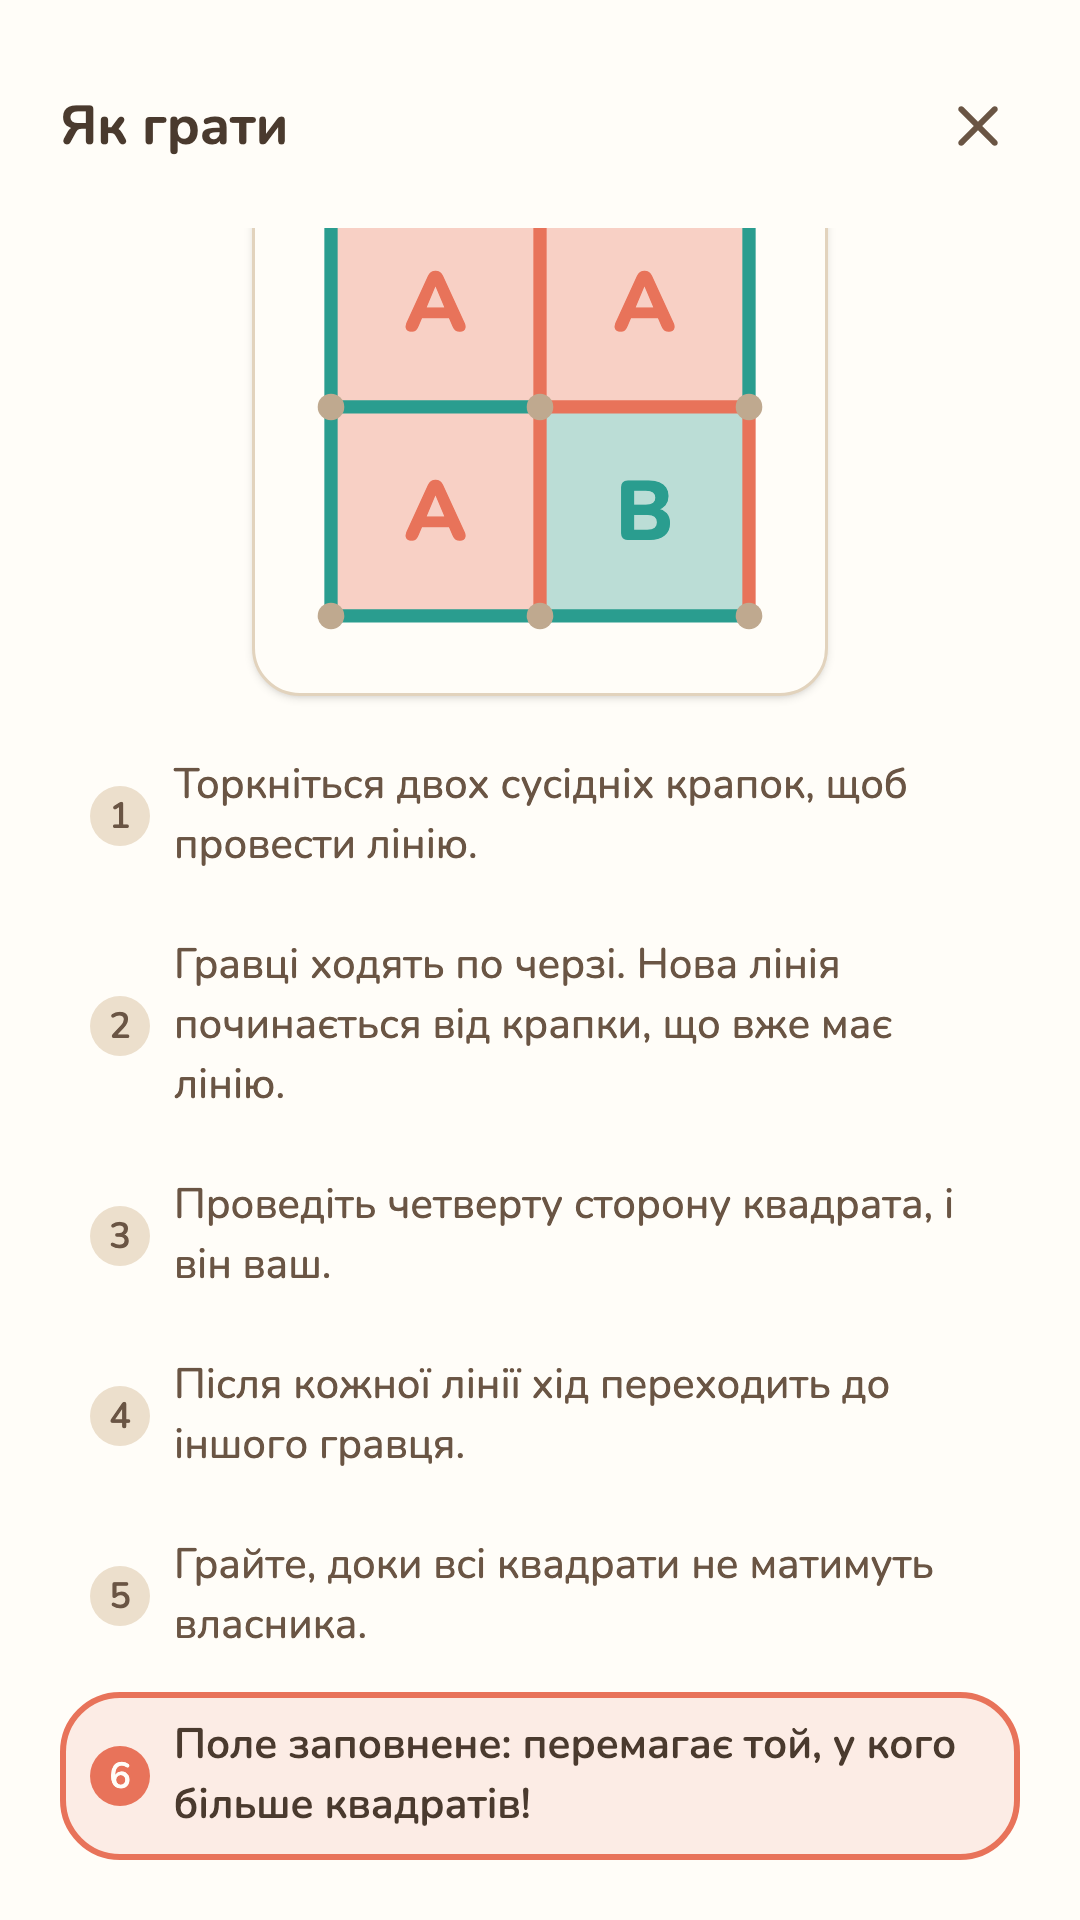 Як грати
A A
A B
1 Торкніться двох сусідніх крапок, щоб
провести лінію.
2 Гравці ходять по черзі. Нова лінія
починається від крапки, що вже має
лінію.
3 Проведіть четверту сторону квадрата, і
він ваш.
4 Після кожної лінії хід переходить до
іншого гравця.
5 Грайте, доки всі квадрати не матимуть
власника.
6 Поле заповнене: перемагає той, у кого
більше квадратів!